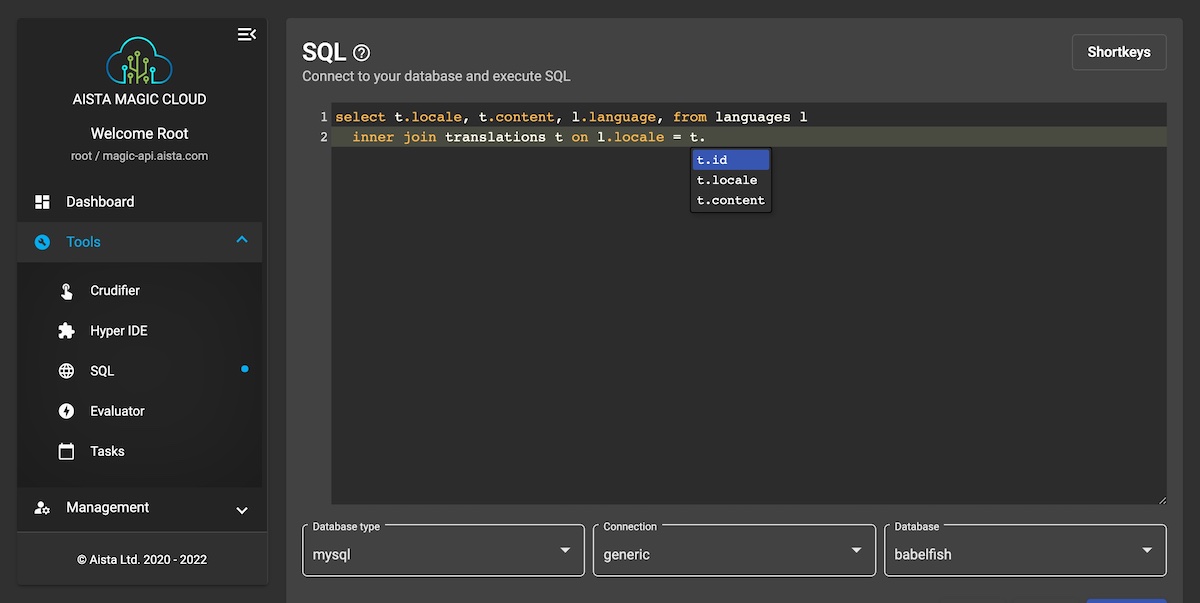 AISTA MAGIC CLOUD
Welcome Root
root / magic-api.aista.com
Dashboard
Tools
Crudifier
Hyper IDE
SQL
Evaluator
Tasks
Management
© Aista Ltd. 2020 - 2022
SQL ?
Connect to your database and execute SQL
Shortkeys
1 select t.locale, t.content, l.language, from languages l
2 inner join translations t on l.locale = t.
t.id
t.locale
t.content
Database type
mysql
Connection
generic
Database
babelfish